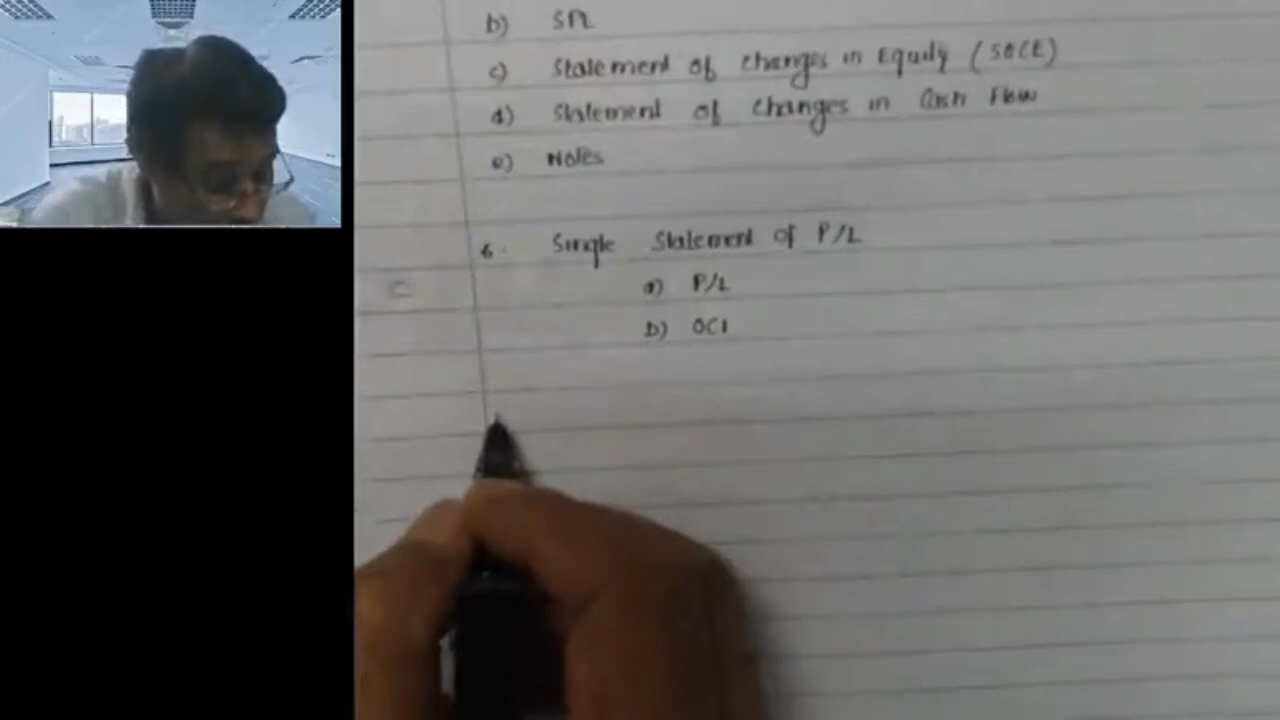 b) SPL
c) Statement of changes in Equity (SOCE)
d) Statement of changes in Cash Flow
e) Notes
6. Single Statement of P/L
a) P/L
b) OCI